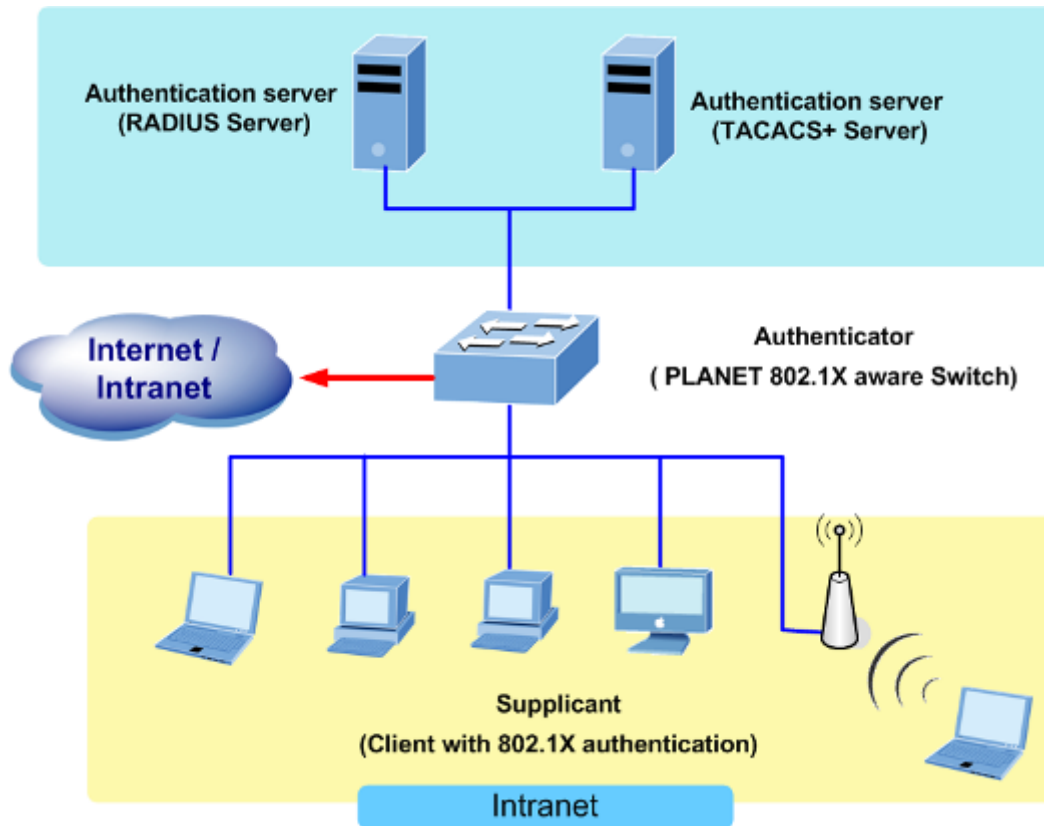 Authentication server
(RADIUS Server)
Authentication server
(TACACS+ Server)
Internet /
Intranet
Authenticator
( PLANET 802.1X aware Switch)
Supplicant
(Client with 802.1X authentication)
Intranet